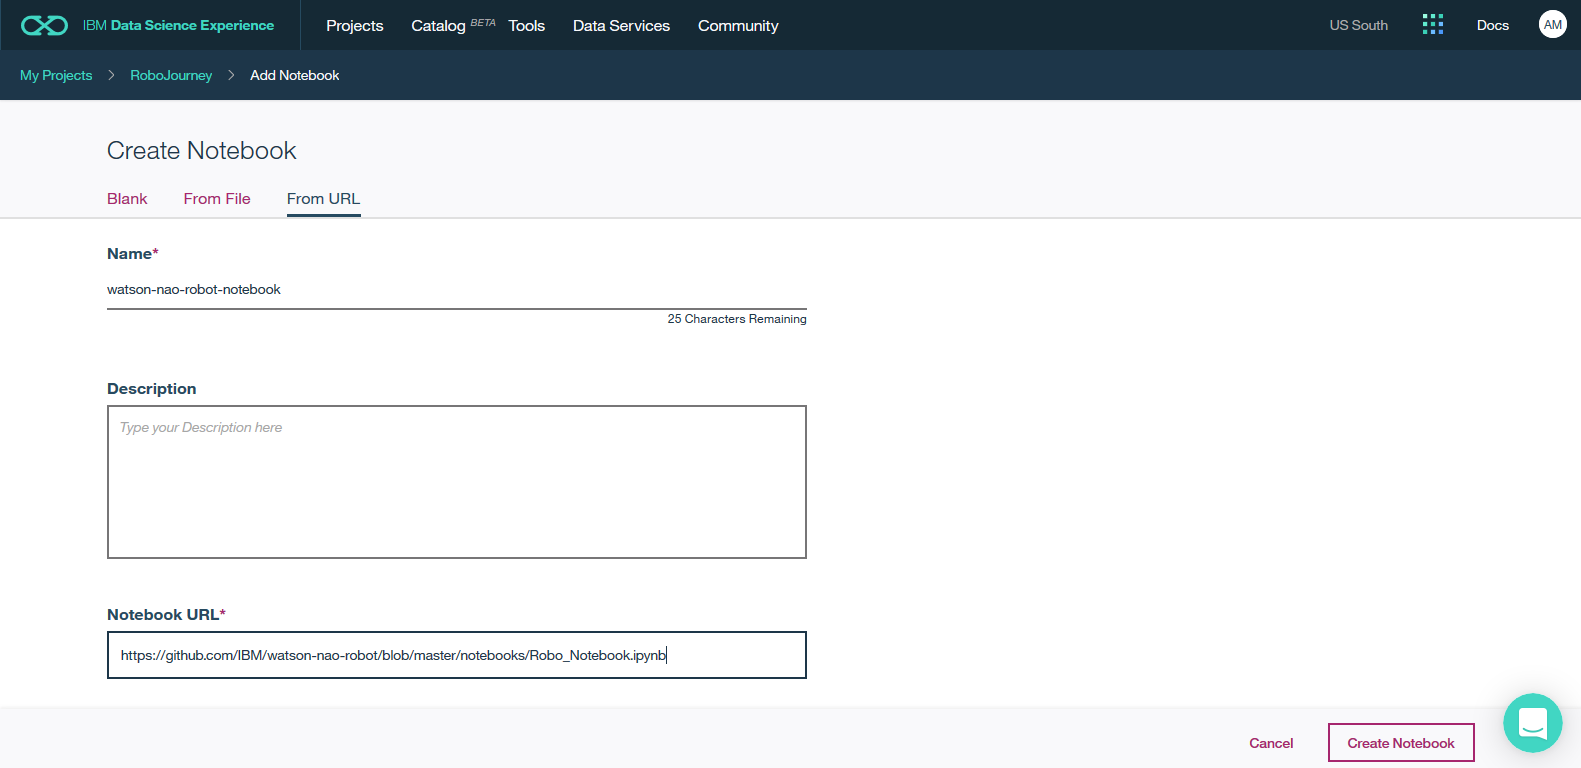 IBM Data Science Experience Projects Catalog BETA Tools Data Services Community US South Docs AM
My Projects > RoboJourney > Add Notebook
Create Notebook
Blank From File From URL
Name*
watson-nao-robot-notebook
25 Characters Remaining
Description
Type your Description here
Notebook URL*
https://github.com/IBM/watson-nao-robot/blob/master/notebooks/Robo_Notebook.ipynb
Cancel Create Notebook